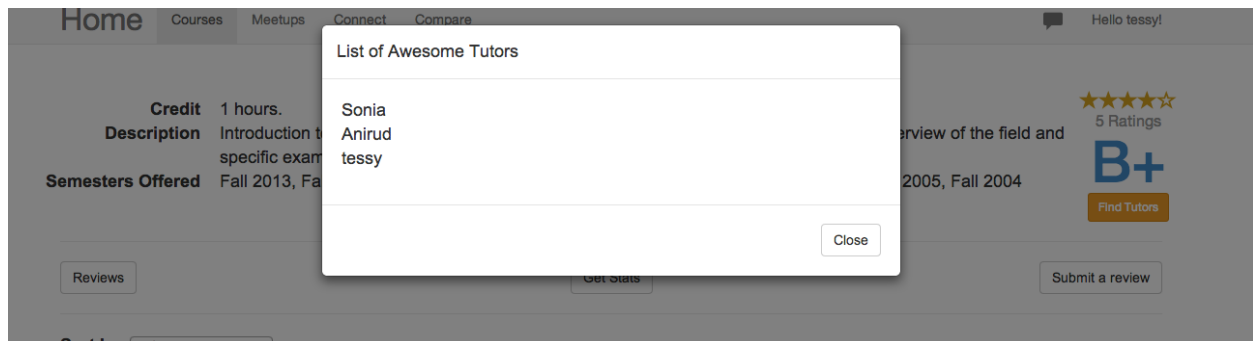 Home Courses Meetups Connect Compare Hello tessy!
List of Awesome Tutors
Credit 1 hours.
Sonia
Description Introduction
Anirud
erview of the field and
specific exam
tessy
Semesters Offered Fall 2013, Fa
2005, Fall 2004
5 Ratings
B+
Find Tutors
Close
Reviews Get Stats Submit a review